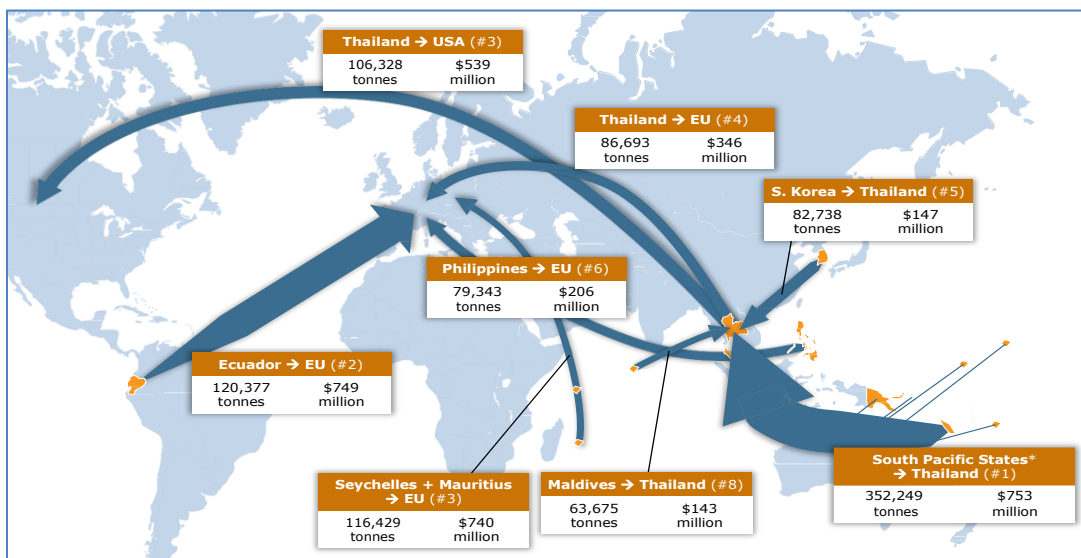 Thailand → USA (#3)
106,328 $539
tonnes million
Thailand → EU (#4)
86,693 $346
tonnes million
S. Korea → Thailand (#5)
82,738 $147
tonnes million
Philippines → EU (#6)
79,343 $206
tonnes million
Ecuador → EU (#2)
120,377 $749
tonnes million
Seychelles + Mauritius
→ EU (#3)
116,429 $740
tonnes million
Maldives → Thailand (#8)
63,675 $143
tonnes million
South Pacific States*
→ Thailand (#1)
352,249 $753
tonnes million